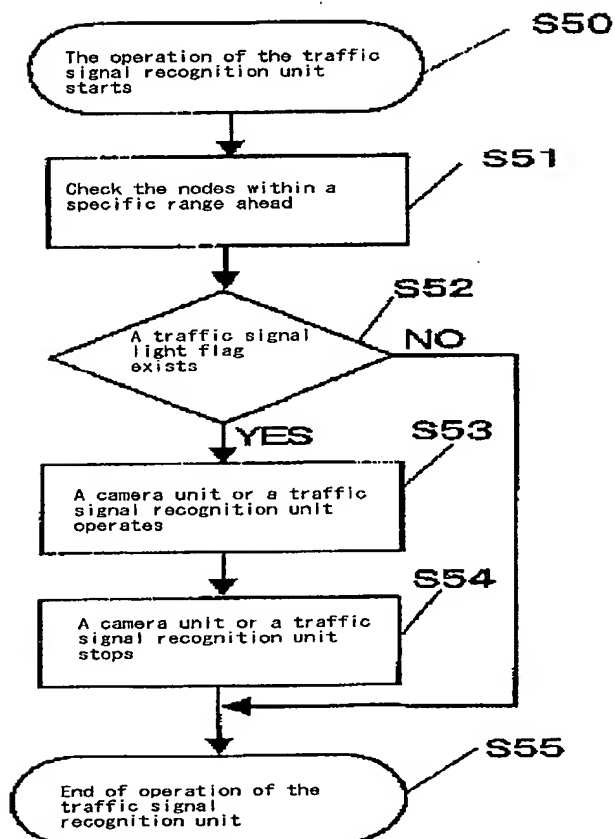 S50
The operation of the traffic
signal recognition unit
starts
S51
Check the nodes within a
specific range ahead
S52
A traffic signal
light flag
exists
NO
YES
S53
A camera unit or a traffic
signal recognition unit
operates
S54
A camera unit or a traffic
signal recognition unit
stops
S55
End of operation of the
traffic signal
recognition unit